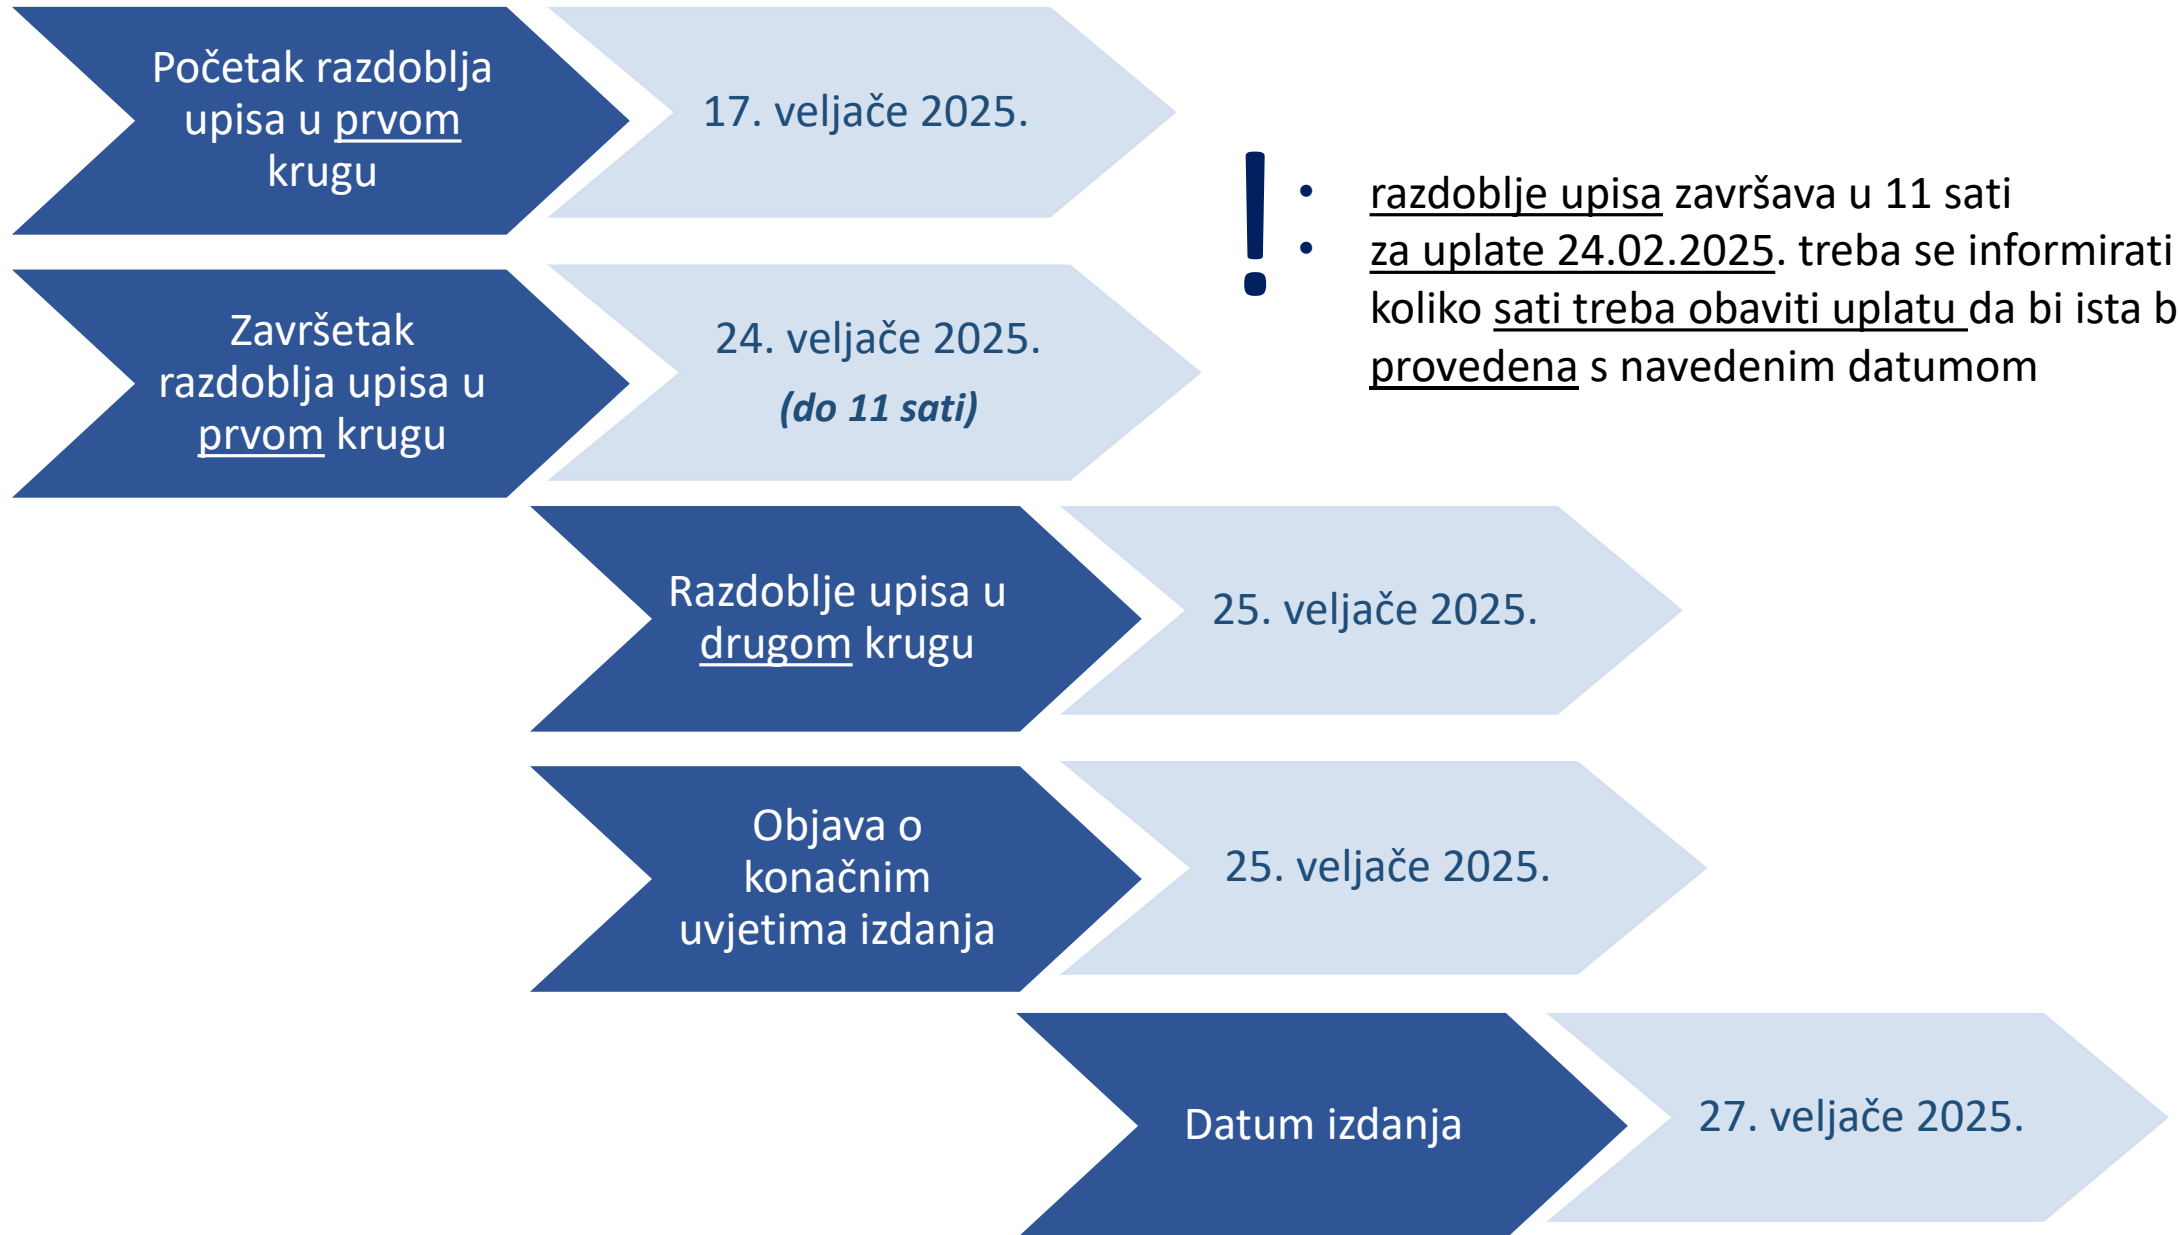 Početak razdoblja
upisa u prvom
krugu
17. veljače 2025.
!
• razdoblje upisa završava u 11 sati
• za uplate 24.02.2025. treba se informirati
koliko sati treba obaviti uplatu da bi ista
provedena s navedenim datumom
Završetak
razdoblja upisa u
prvom krugu
24. veljače 2025.
(do 11 sati)
Razdoblje upisa u
drugom krugu
25. veljače 2025.
Objava o
konačnim
uvjetima izdanja
25. veljače 2025.
Datum izdanja
27. veljače 2025.